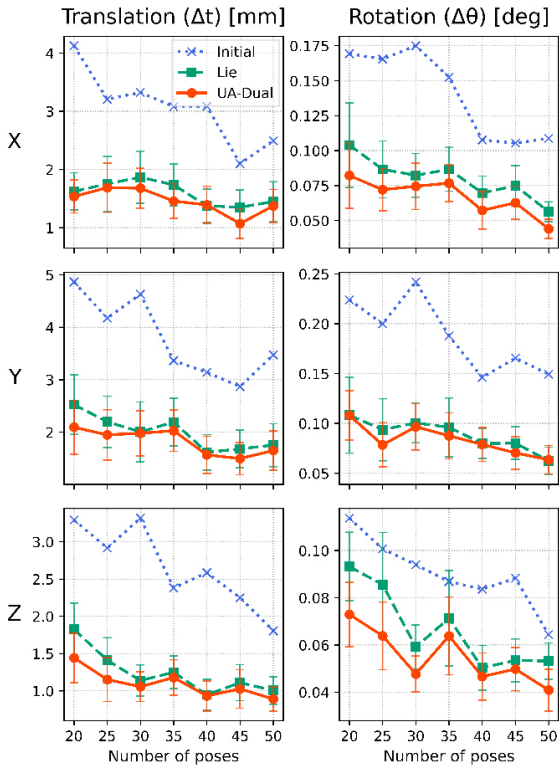 Translation (Δt) [mm]
Rotation (Δθ) [deg]
Initial
Lie
UA-Dual
X
4
3
2
1
0.175
0.150
0.125
0.100
0.075
0.050
Y
5
4
3
2
0.25
0.20
0.15
0.10
0.05
Z
3.0
2.5
2.0
1.5
1.0
0.10
0.08
0.06
0.04
20 25 30 35 40 45 50
20 25 30 35 40 45 50
Number of poses
Number of poses